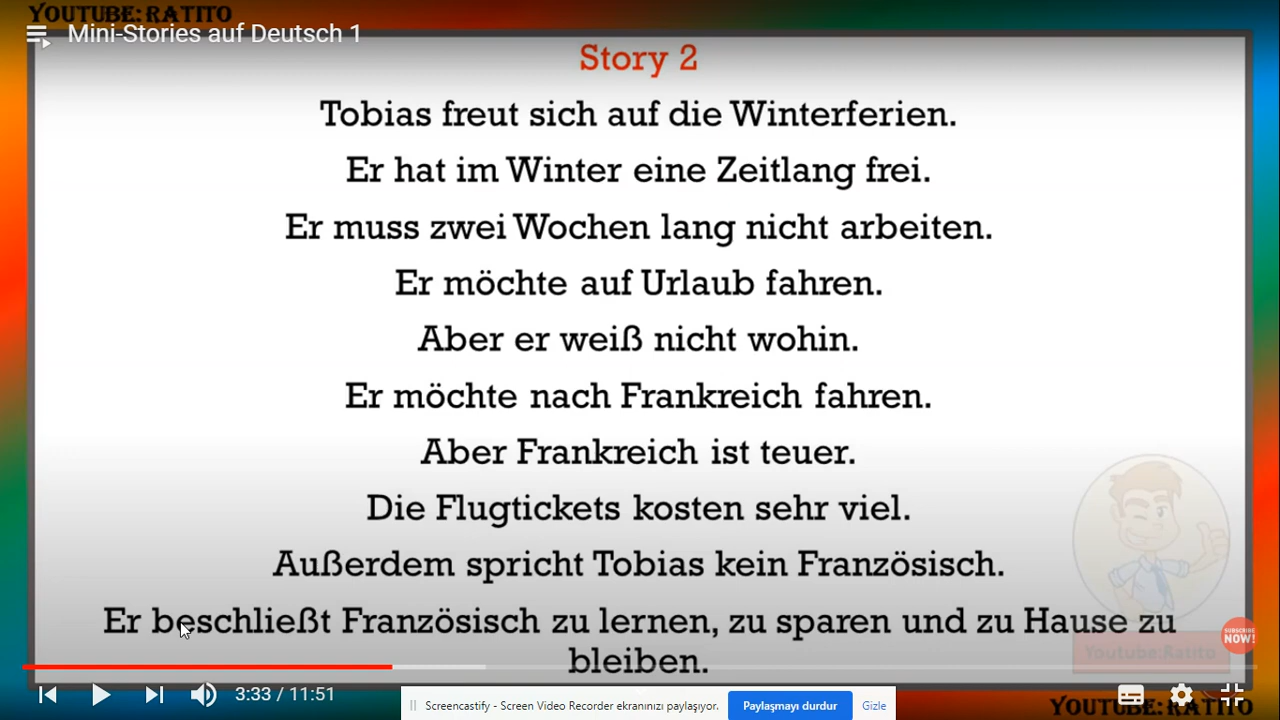 YOUTUBE: RATITO
Mini-Stories auf Deutsch 1
Story 2
Tobias freut sich auf die Winterferien.
Er hat im Winter eine Zeitlang frei.
Er muss zwei Wochen lang nicht arbeiten.
Er möchte auf Urlaub fahren.
Aber er weiß nicht wohin.
Er möchte nach Frankreich fahren.
Aber Frankreich ist teuer.
Die Flugtickets kosten sehr viel.
Außerdem spricht Tobias kein Französisch.
Er beschließt Französisch zu lernen, zu sparen und zu Hause zu
bleiben.
SUBSCRIBE
NOW!
Youtube:Ratito
3:33 / 11:51
"Screencastify - Screen Video Recorder ekranınızı paylaşıyor.
Paylaşmayı durdur
Gizle
YOUTUBE: RATITO